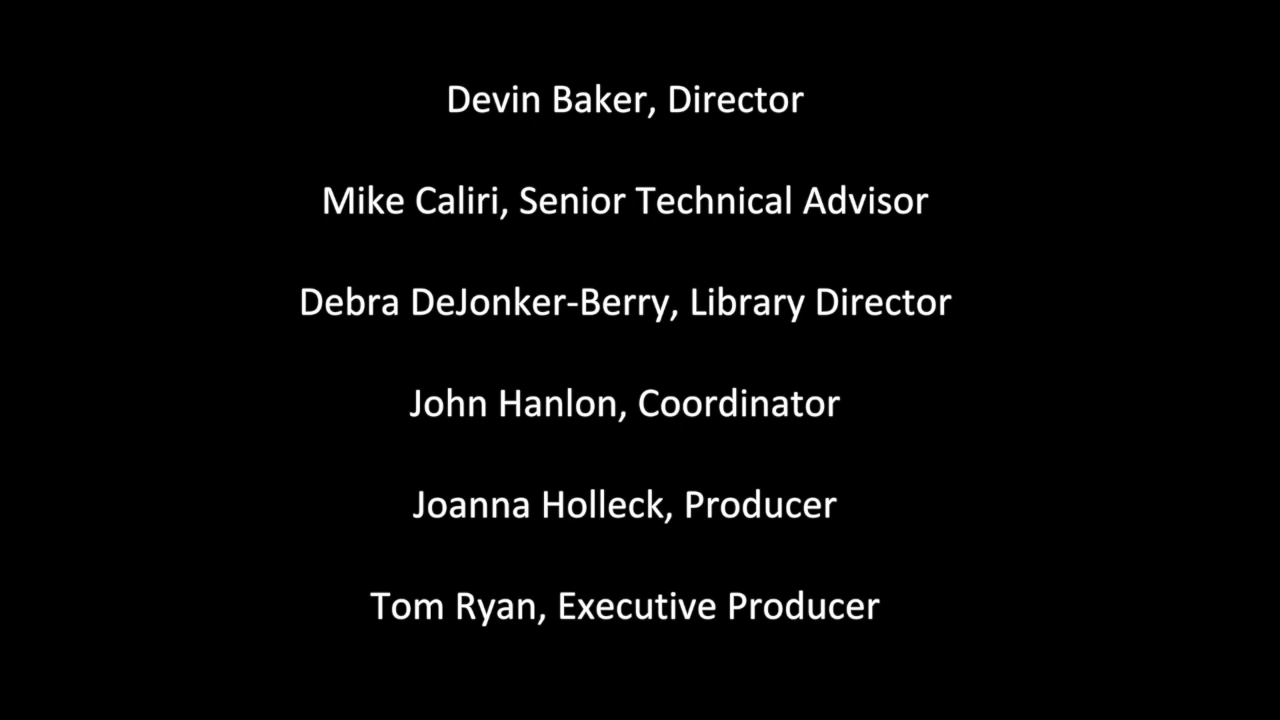 Devin Baker, Director
Mike Caliri, Senior Technical Advisor
Debra DeJonker-Berry, Library Director
John Hanlon, Coordinator
Joanna Holleck, Producer
Tom Ryan, Executive Producer